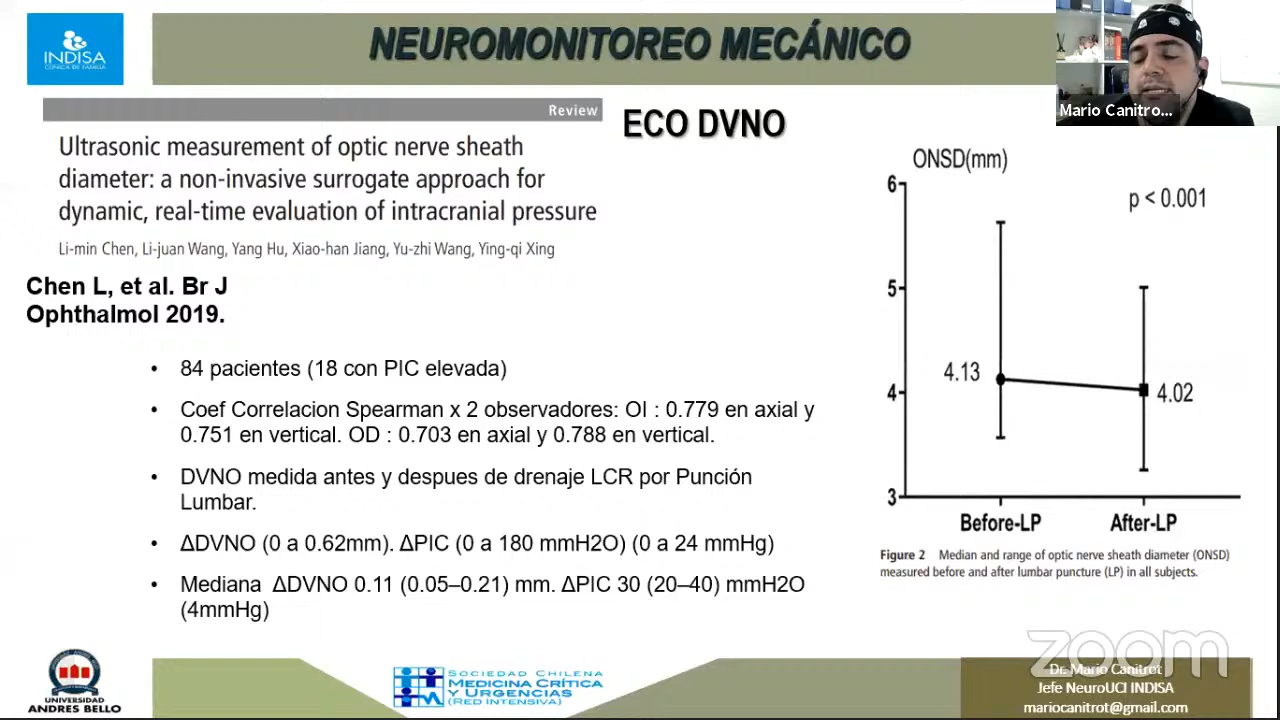 INDISA
CLÍNICA DE FAMILIA
NEUROMONITOREO MECÁNICO
Mario Canitro...
Review
ECO DVNO
Ultrasonic measurement of optic nerve sheath
diameter: a non-invasive surrogate approach for
dynamic, real-time evaluation of intracranial pressure
Li-min Chen, Li-juan Wang, Yang Hu, Xiao-han Jiang, Yu-zhi Wang, Ying-qi Xing
Chen L, et al. Br J
Ophthalmol 2019.
• 84 pacientes (18 con PIC elevada)
• Coef Correlacion Spearman x 2 observadores: OI : 0.779 en axial y
0.751 en vertical. OD : 0.703 en axial y 0.788 en vertical.
• DVNO medida antes y despues de drenaje LCR por Punción
Lumbar.
• ΔDVNO (0 a 0.62mm). ΔPIC (0 a 180 mmH2O) (0 a 24 mmHg)
• Mediana ΔDVNO 0.11 (0.05–0.21) mm. ΔPIC 30 (20–40) mmH2O
(4mmHg)
ONSD(mm)
p < 0.001
6
5
4
3
4.13
4.02
Before-LP
After-LP
Figure 2 Median and range of optic nerve sheath diameter (ONSD)
measured before and after lumbar puncture (LP) in all subjects.
zoom
UNIVERSIDAD
ANDRES BELLO
SOCIEDAD CHILENA
MEDICINA CRÍTICA
Y URGENCIAS
(RED INTENSIVA)
Dr. Mario Canitrot
Jefe NeuroUCI INDISA
mariocanitrot@gmail.com